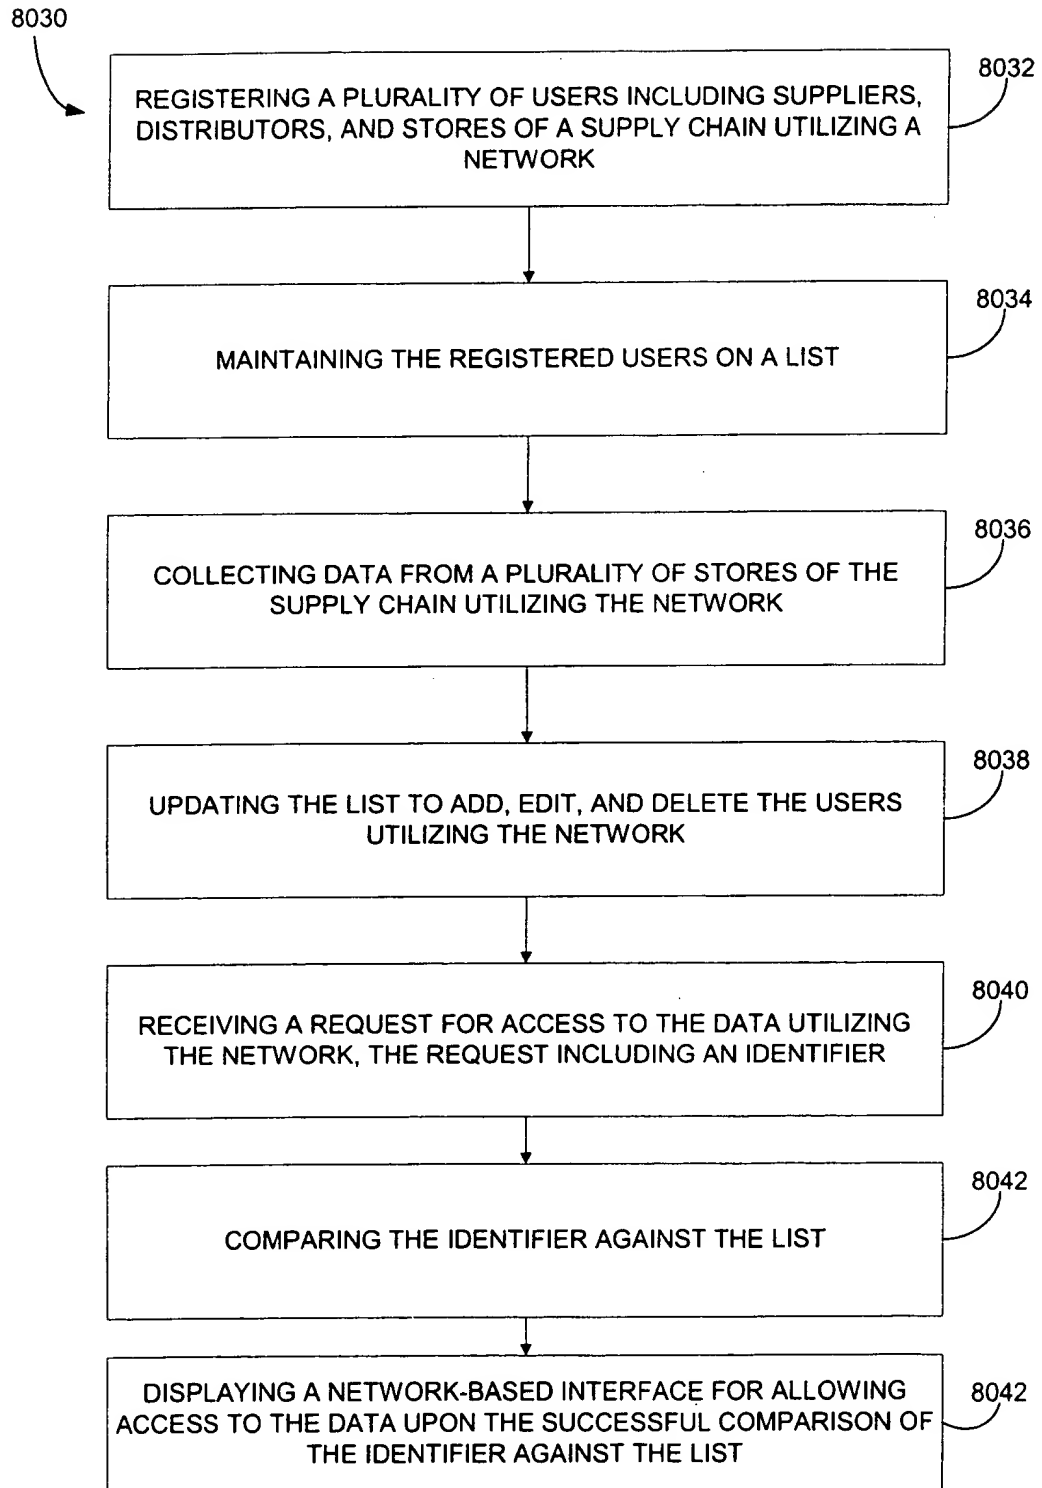 8030
8032
REGISTERING A PLURALITY OF USERS INCLUDING SUPPLIERS,
DISTRIBUTORS, AND STORES OF A SUPPLY CHAIN UTILIZING A
NETWORK
8034
MAINTAINING THE REGISTERED USERS ON A LIST
8036
COLLECTING DATA FROM A PLURALITY OF STORES OF THE
SUPPLY CHAIN UTILIZING THE NETWORK
8038
UPDATING THE LIST TO ADD, EDIT, AND DELETE THE USERS
UTILIZING THE NETWORK
8040
RECEIVING A REQUEST FOR ACCESS TO THE DATA UTILIZING
THE NETWORK, THE REQUEST INCLUDING AN IDENTIFIER
8042
COMPARING THE IDENTIFIER AGAINST THE LIST
8042
DISPLAYING A NETWORK-BASED INTERFACE FOR ALLOWING
ACCESS TO THE DATA UPON THE SUCCESSFUL COMPARISON OF
THE IDENTIFIER AGAINST THE LIST